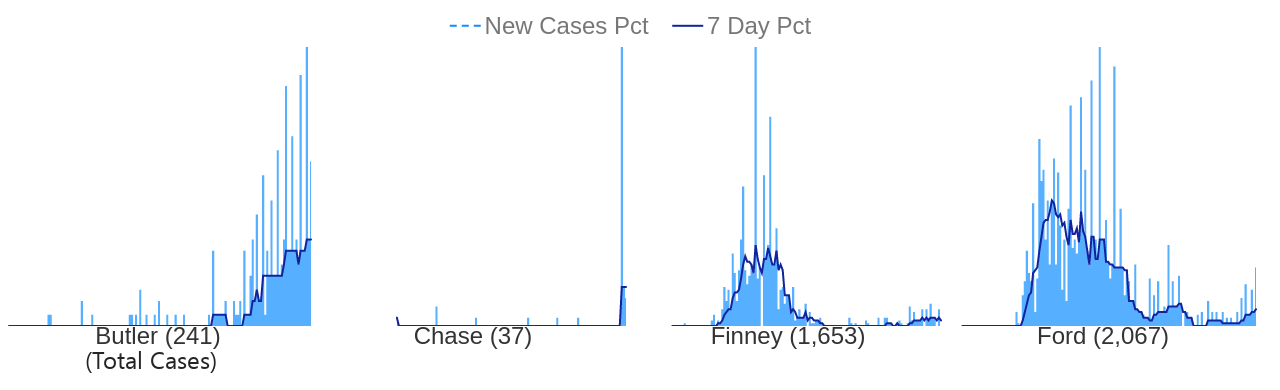 New Cases Pct 7 Day Pct
Butler (241) Chase (37) Finney (1,653) Ford (2,067)
(Total Cases)